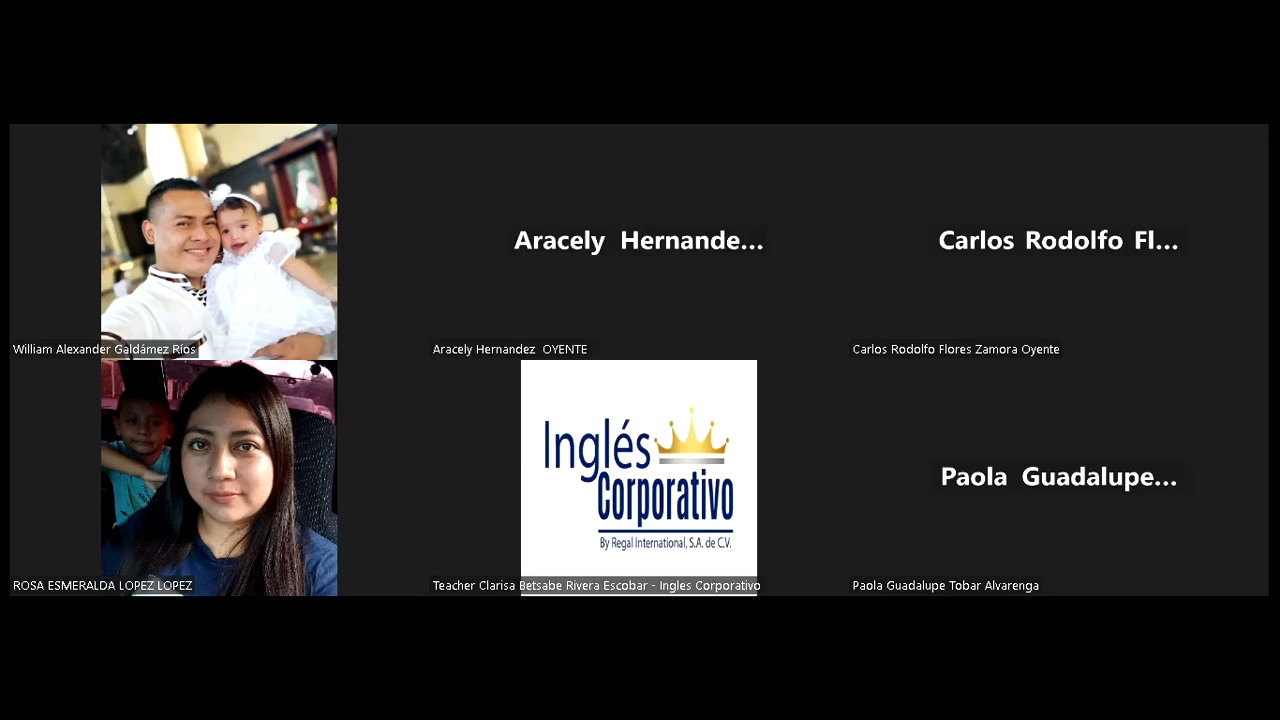 Aracely Hernande...
Carlos Rodolfo Fl...
William Alexander Galdámez Ríos
Aracely Hernandez OYENTE
Carlos Rodolfo Flores Zamora Oyente
Inglés
Corporativo
By Regal International, S.A. de C.V.
Paola Guadalupe...
ROSA ESMERALDA LOPEZ LOPEZ
Teacher Clarisa Betsabe Rivera Escobar - Ingles Corporativo
Paola Guadalupe Tobar Alvarenga